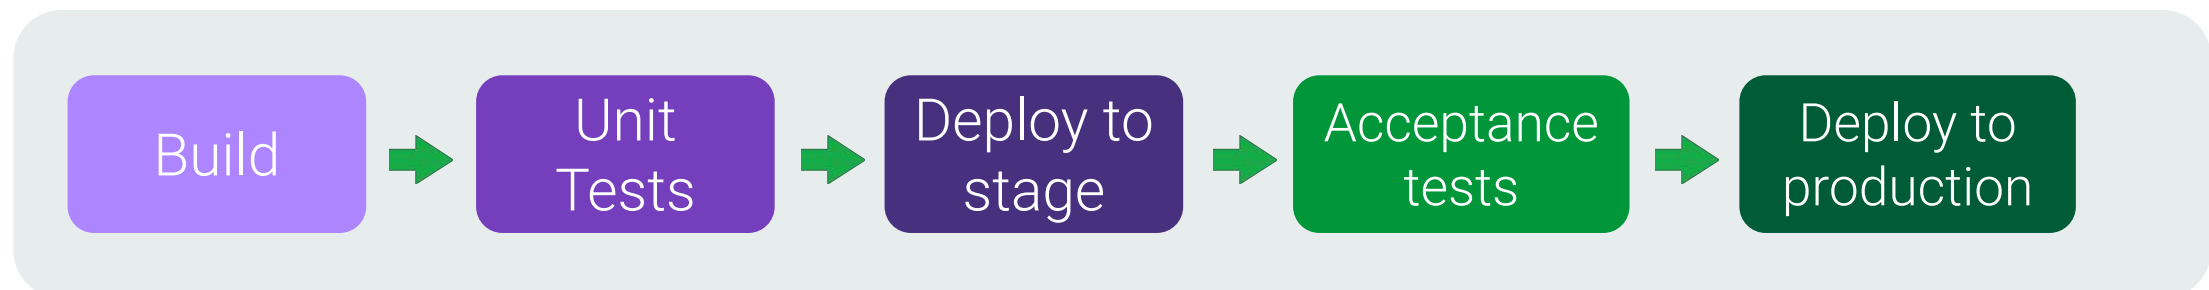 Build
Unit
Tests
Deploy to
stage
Acceptance
tests
Deploy to
production